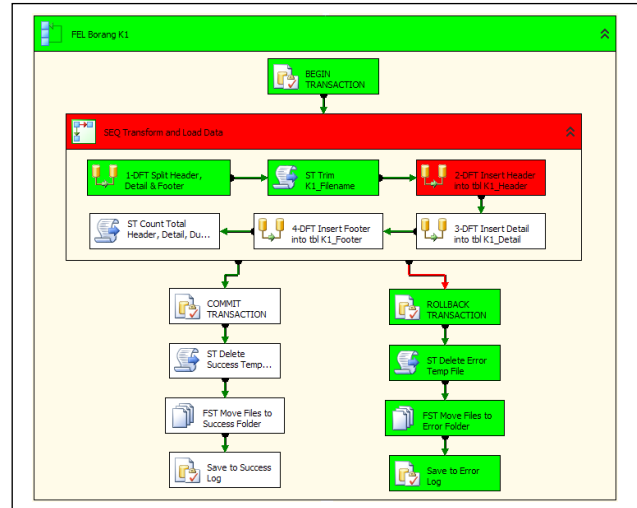 FEL Borang K1
BEGIN
TRANSACTION
SEQ Transform and Load Data
1-DFT Split Header,
Detail & Footer
ST Trim
K1_Filename
2-DFT Insert Header
into tbl K1_Header
ST Count Total
Header, Detail, Du...
4-DFT Insert Footer
into tbl K1_Footer
3-DFT Insert Detail
into tbl K1_Detail
COMMIT
TRANSACTION
ROLLBACK
TRANSACTION
ST Delete
Success Temp...
ST Delete Error
Temp File
FST Move Files to
Success Folder
FST Move Files to
Error Folder
Save to Success
Log
Save to Error
Log